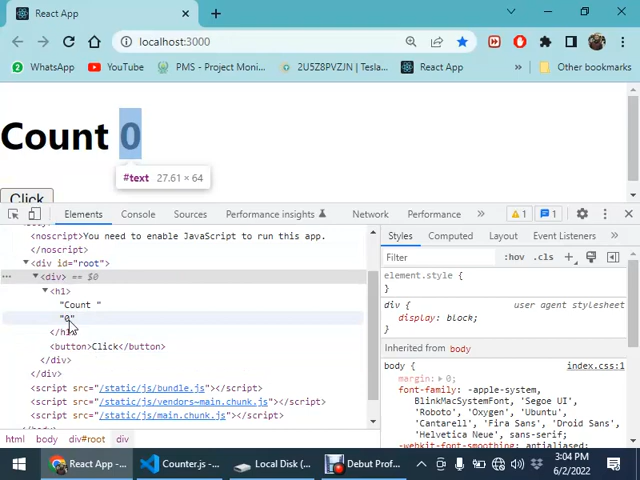 React App
localhost:3000
WhatsApp YouTube PMS - Project Moni... 2U5Z8PVZJN | Tesla... React App » Other bookmarks
Count 0
#text 27.61 × 64
Click
Elements Console Sources Performance insights Network Performance » 1 1
<noscript>You need to enable JavaScript to run this app.
</noscript>
<div id="root">
<div> == $0
<h1>
"Count "
"0"
<button>Click</button>
</div>
</div>
<script src="/static/js/bundle.js"></script>
<script src="/static/js/vendors~main.chunk.js"></script>
<script src="/static/js/main.chunk.js"></script>
html body div#root div
Styles Computed Layout »
Filter :hov .cls
element.style {
}
div { user agent stylesheet
display: block;
}
Inherited from body
body { index.css:1
margin: 0;
font-family: -apple-system,
BlinkMacSystemFont, 'Segoe UI',
'Roboto', 'Oxygen', 'Ubuntu',
'Cantarell', 'Fira Sans', 'Droid Sans',
'Helvetica Neue', sans-serif;
-webkit-font-smoothing: antialiased;
React App -... Counter.js -... Local Disk (... Debut Prof... 3:04 PM
6/2/2022